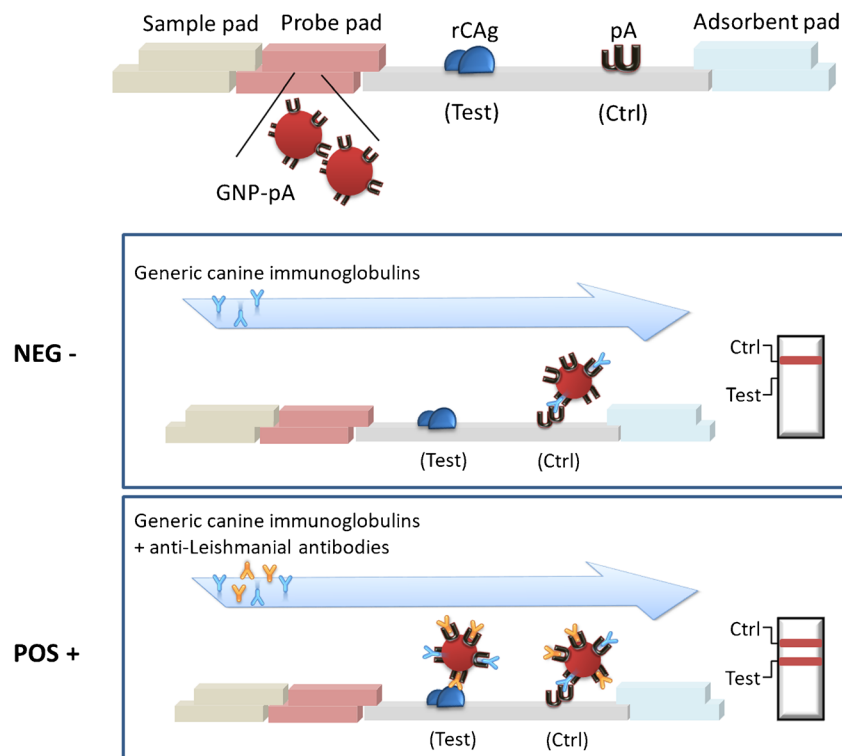 Sample pad
Probe pad
rCAg
pA
Adsorbent pad
(Test)
(Ctrl)
GNP-pA
NEG -
Generic canine immunoglobulins
Ctrl
Test
(Test)
(Ctrl)
POS +
Generic canine immunoglobulins
+ anti-Leishmanial antibodies
Ctrl
Test
(Test)
(Ctrl)